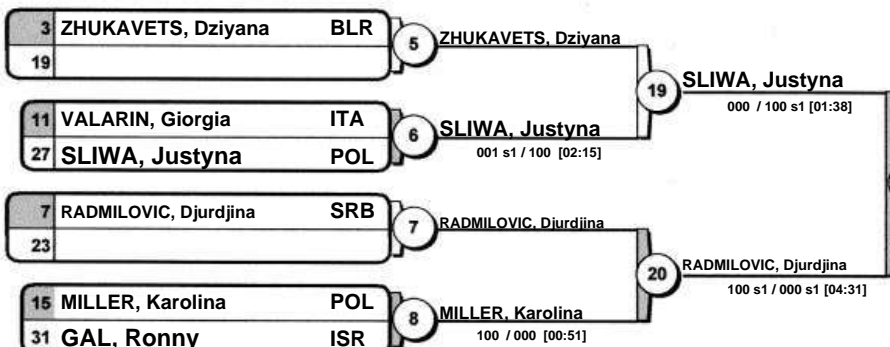 3 ZHUKAVETS, Dziyana BLR
19
5
ZHUKAVETS, Dziyana
11 VALARIN, Giorgia ITA
27 SLIWA, Justyna POL
6
SLIWA, Justyna
001 s1 / 100 [02:15]
19
SLIWA, Justyna
000 / 100 s1 [01:38]
7 RADMILOVIC, Djurdjina SRB
23
7
RADMILOVIC, Djurdjina
15 MILLER, Karolina POL
31 GAL, Ronny ISR
8
MILLER, Karolina
100 / 000 [00:51]
20
RADMILOVIC, Djurdjina
100 s1 / 000 s1 [04:31]